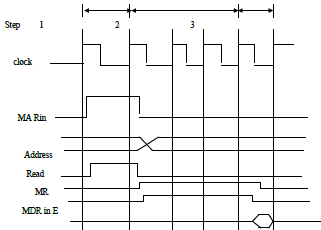 Step 1 2 3
clock
MA Rin
Address
Read
MR
MDR in E